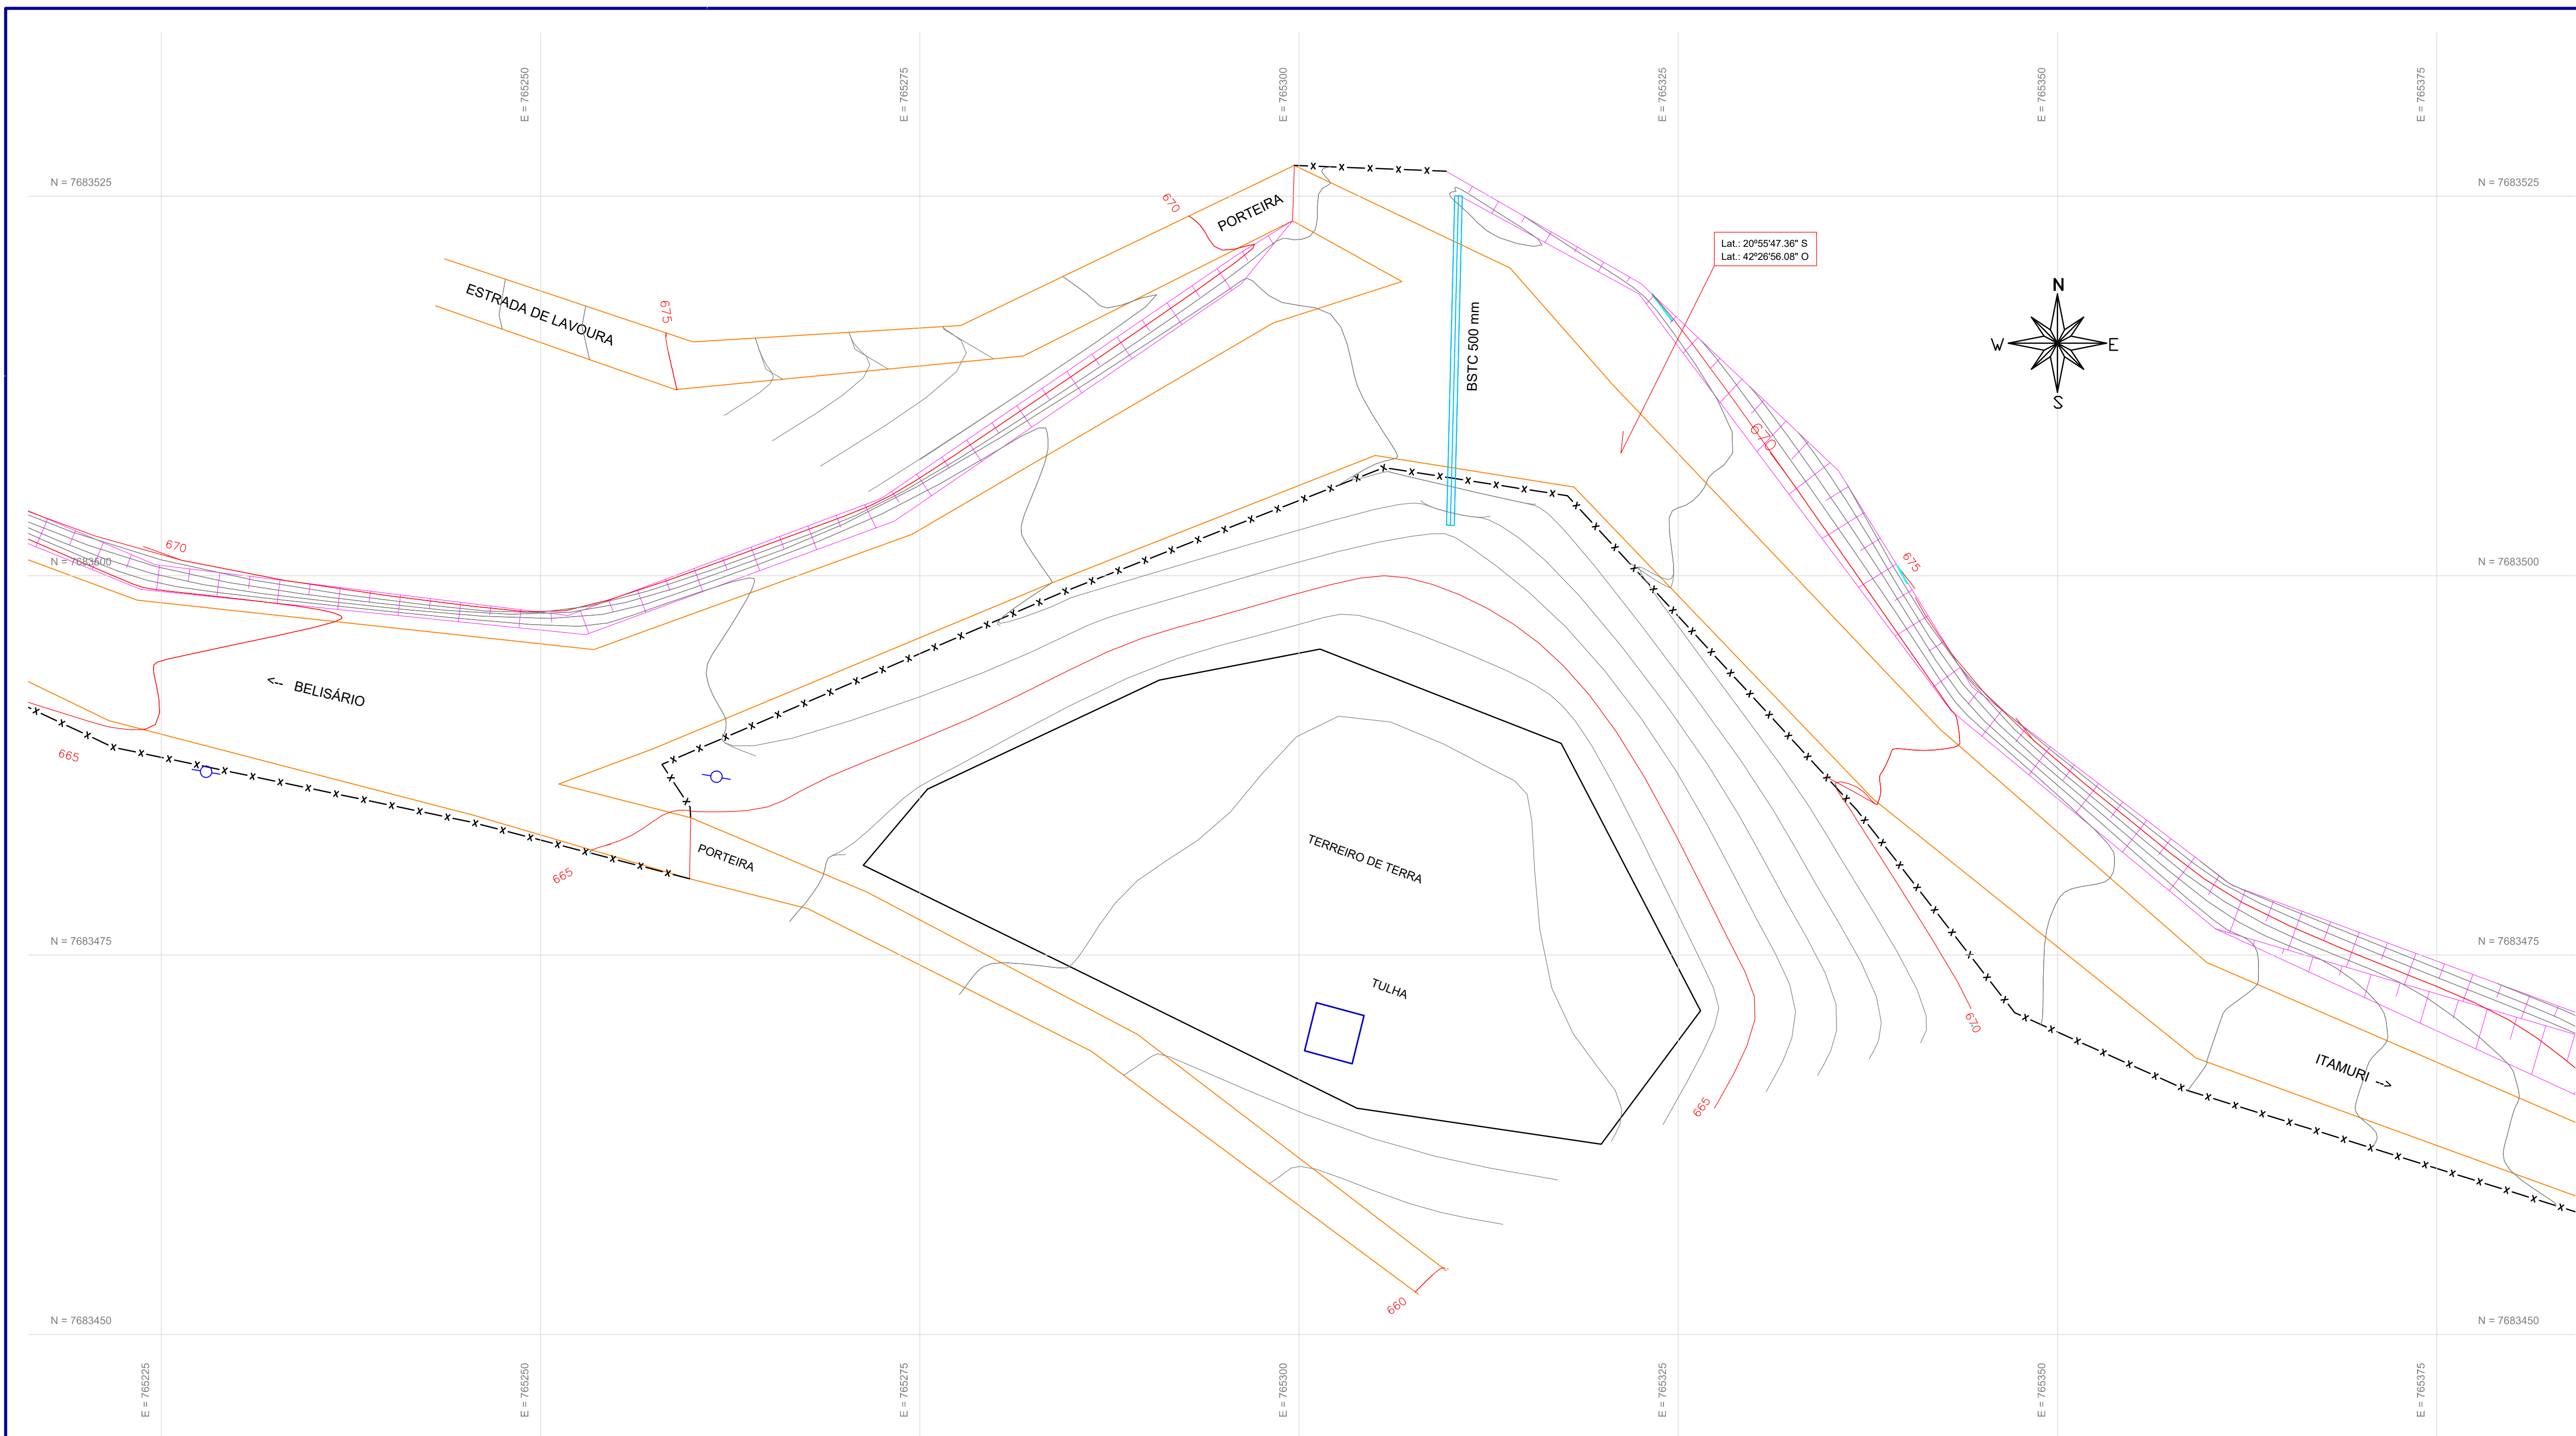 E = 765250
E = 765275
E = 765300
E = 765325
E = 765350
E = 765375
N = 7683525
N = 7683525
670
PORTEIRA
Lat.: 20º55'47.36" S
Lat.: 42º26'56.08" O
ESTRADA DE LAVOURA
675
BSTC 500 mm
N
W
E
S
670
670
N = 7683500
675
N = 7683500
<-- BELISÁRIO
665
665
PORTEIRA
TERREIRO DE TERRA
N = 7683475
N = 7683475
TULHA
670
ITAMURI -->
665
660
N = 7683450
N = 7683450
E = 765225
E = 765250
E = 765275
E = 765300
E = 765325
E = 765350
E = 765375